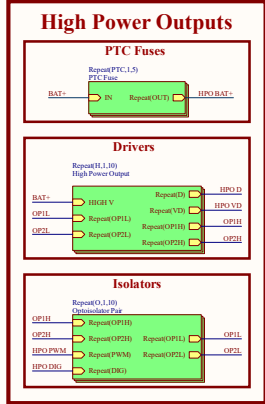 High Power Outputs
PTC Fuses
Repeat(PTC,1,5)
PTC Fuse
BAT+ IN Repeat(OUT) HPO BAT+
Drivers
Repeat(H,1,10)
High Power Output
Repeat(D) HPO D
BAT+ HIGH V Repeat(VD) HPO VD
OP1L Repeat(OP1L) Repeat(OP1H) OP1H
OP2L Repeat(OP2L) Repeat(OP2H) OP2H
Isolators
Repeat(O,1,10)
Optoisolator Pair
OP1H Repeat(OP1H)
OP2H Repeat(OP2H) Repeat(OP1L) OP1L
HPO PWM Repeat(PWM) Repeat(OP2L) OP2L
HPO DIG Repeat(DIG)